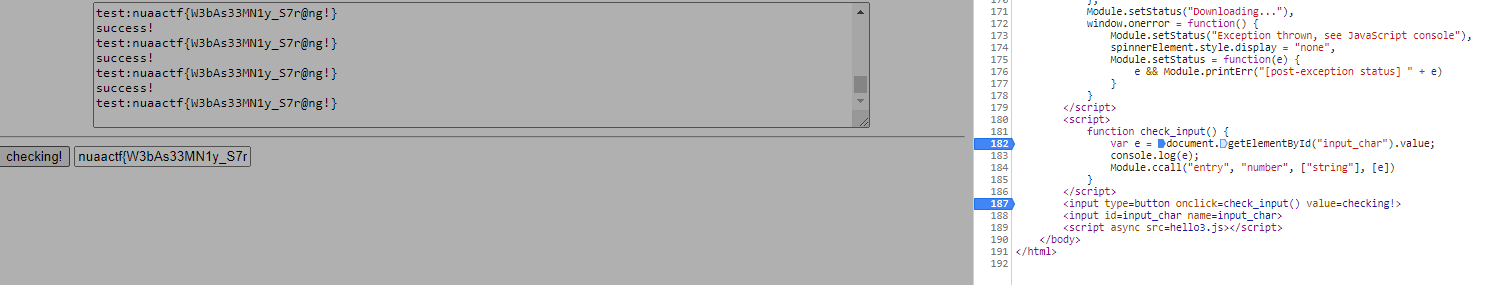 test:nuaactf{W3bAs33MN1y_S7r@ng!}
success!
test:nuaactf{W3bAs33MN1y_S7r@ng!}
success!
test:nuaactf{W3bAs33MN1y_S7r@ng!}
success!
test:nuaactf{W3bAs33MN1y_S7r@ng!}
checking!
nuaactf{W3bAs33MN1y_S7r
170 },
171 Module.setStatus("Downloading..."),
172 window.onerror = function() {
173 Module.setStatus("Exception thrown, see JavaScript console"),
174 spinnerElement.style.display = "none",
175 Module.setStatus = function(e) {
176 e && Module.printErr("[post-exception status] " + e)
177 }
178 }
179 </script>
180 <script>
181 function check_input() {
182 var e = document.getElementById("input_char").value;
183 console.log(e);
184 Module.ccall("entry", "number", ["string"], [e])
185 }
186 </script>
187 <input type=button onclick=check_input() value=checking!>
188 <input id=input_char name=input_char>
189 <script async src=hello3.js></script>
190 </body>
191 </html>
192